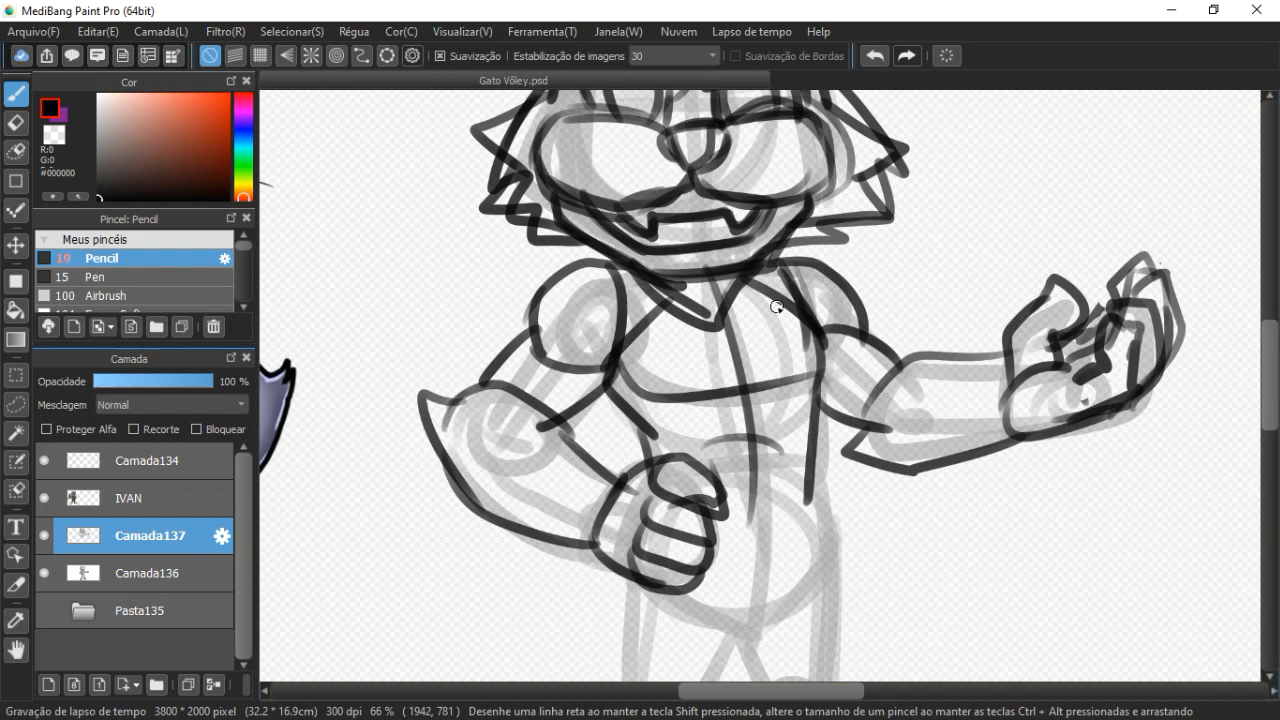 MediBang Paint Pro (64bit)
Arquivo(F) Editar(E) Camada(L) Filtro(R) Selecionar(S) Régua Cor(C) Visualizar(V) Ferramenta(T) Janela(W) Nuvem Lapso de tempo Help
Suavização Estabilização de imagens 30 Suavização de Bordas
Gato Vôley.psd
Cor
R:0
G:0
#000000
Pincel: Pencil
Meus pincéis
19 Pencil
15 Pen
100 Airbrush
Camada
Opacidade 100 %
Mesclagem Normal
Proteger Alfa Recorte Bloquear
Camada134
IVAN
Camada137
Camada136
Pasta135
Gravação de lapso de tempo 3800 * 2000 pixel (32.2 * 16.9cm) 300 dpi 66 % ( 1942, 781 ) Desenhe uma linha reta ao manter a tecla Shift pressionada, altere o tamanho de um pincel ao manter as teclas Ctrl + Alt pressionadas e arrastando